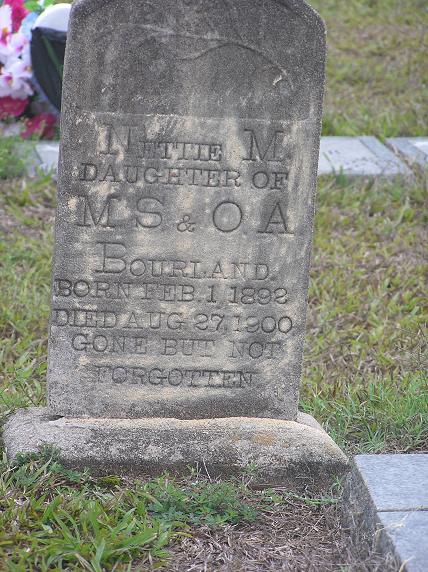 NETTIE M
DAUGHTER OF
M S & O A
BOURLAND
BORN FEB. 1, 1892
DIED AUG 27, 1900
GONE BUT NOT
FORGOTTEN